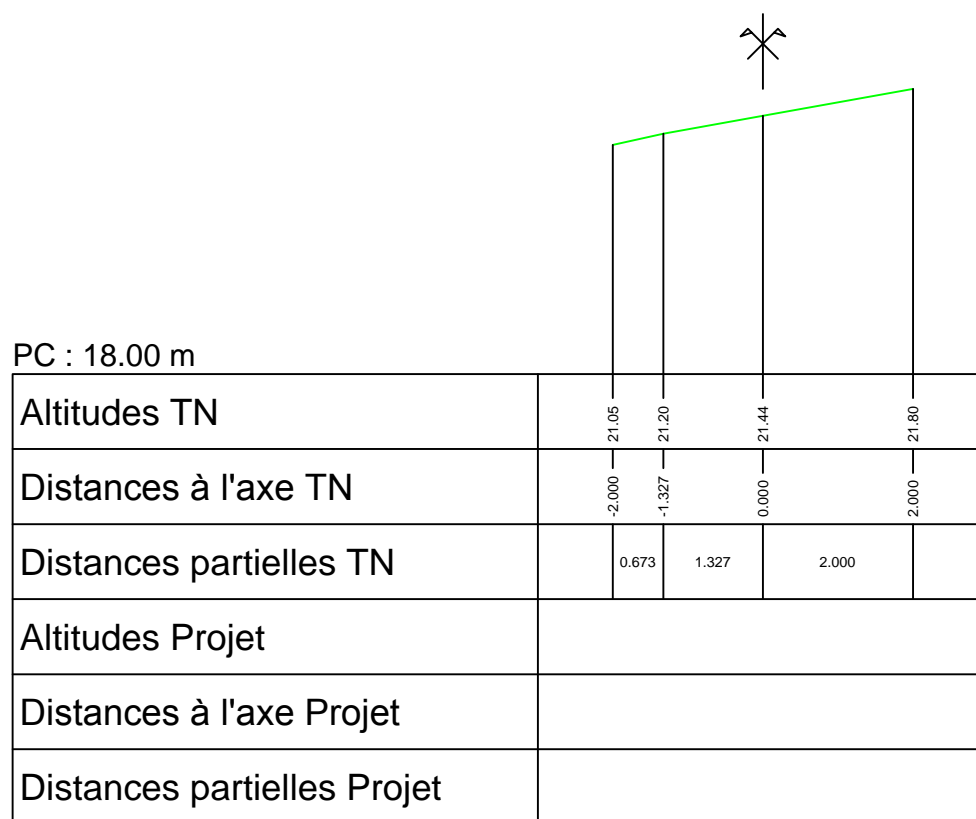 PC : 18.00 m
Altitudes TN 21.05 21.20 21.44 21.80
Distances à l'axe TN -2.000 -1.327 0.000 2.000
Distances partielles TN 0.673 1.327 2.000
Altitudes Projet
Distances à l'axe Projet
Distances partielles Projet